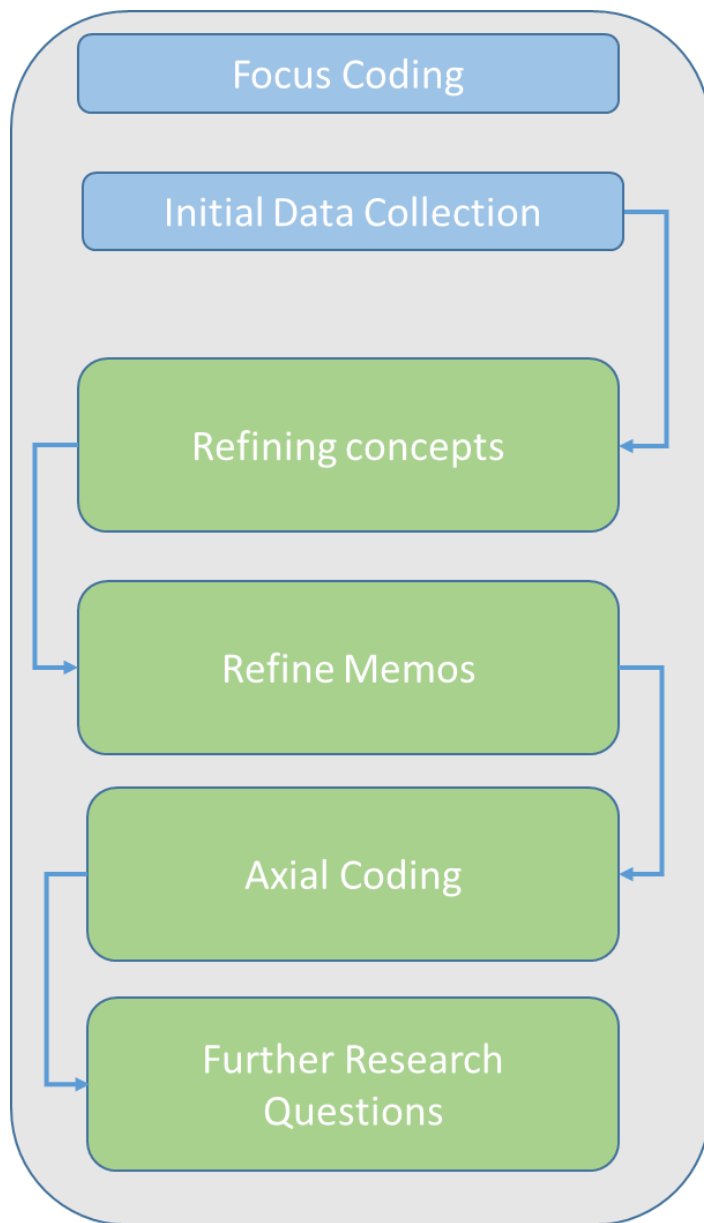 Focus Coding
Initial Data Collection
Refining concepts
Refine Memos
Axial Coding
Further Research
Questions